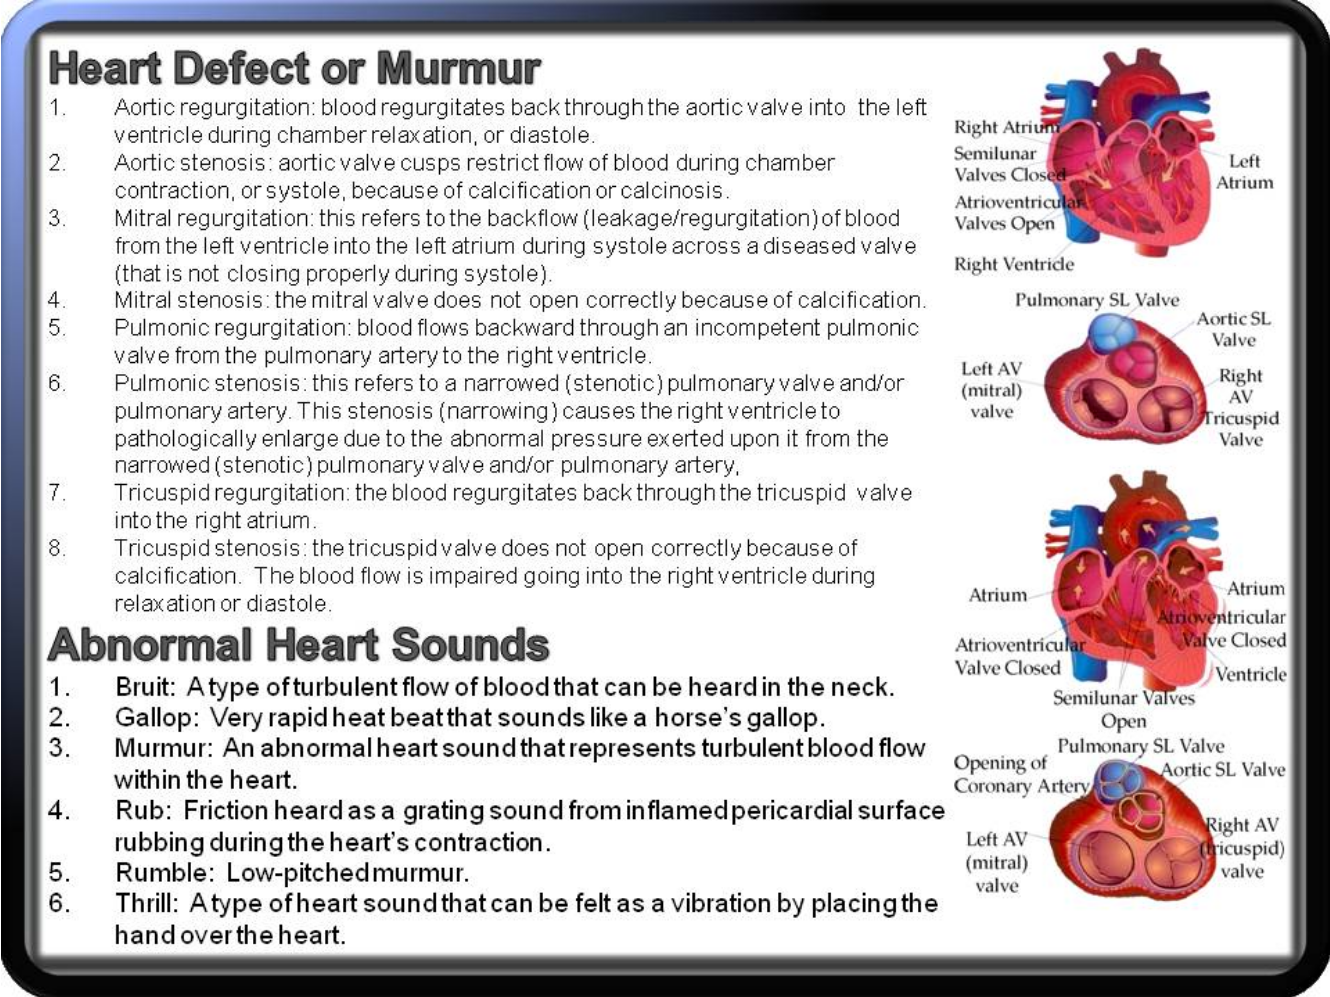 Heart Defect or Murmur
1. Aortic regurgitation: blood regurgitates back through the aortic valve into the left
ventricle during chamber relaxation, or diastole.
2. Aortic stenosis: aortic valve cusps restrict flow of blood during chamber
contraction, or systole, because of calcification or calcinosis.
3. Mitral regurgitation: this refers to the backflow (leakage/regurgitation) of blood
from the left ventricle into the left atrium during systole across a diseased valve
(that is not closing properly during systole).
4. Mitral stenosis: the mitral valve does not open correctly because of calcification.
5. Pulmonic regurgitation: blood flows backward through an incompetent pulmonic
valve from the pulmonary artery to the right ventricle.
6. Pulmonic stenosis: this refers to a narrowed (stenotic) pulmonary valve and/or
pulmonary artery. This stenosis (narrowing) causes the right ventricle to
pathologically enlarge due to the abnormal pressure exerted upon it from the
narrowed (stenotic) pulmonary valve and/or pulmonary artery,
7. Tricuspid regurgitation: the blood regurgitates back through the tricuspid valve
into the right atrium.
8. Tricuspid stenosis: the tricuspid valve does not open correctly because of
calcification. The blood flow is impaired going into the right ventricle during
relaxation or diastole.
Abnormal Heart Sounds
1. Bruit: A type of turbulent flow of blood that can be heard in the neck.
2. Gallop: Very rapid heat beat that sounds like a horse's gallop.
3. Murmur: An abnormal heart sound that represents turbulent blood flow
within the heart.
4. Rub: Friction heard as a grating sound from inflamed pericardial surface
rubbing during the heart's contraction.
5. Rumble: Low-pitched murmur.
6. Thrill: A type of heart sound that can be felt as a vibration by placing the
hand over the heart.
Right Atrium
Semilunar
Valves Closed
Left
Atrium
Atrioventricular
Valves Open
Right Ventricle
Pulmonary SL Valve
Aortic SL
Valve
Left AV
(mitral)
valve
Right
AV
Tricuspid
Valve
Atrium
Atrium
Atrioventricular
Valve Closed
Atrioventricular
Valve Closed
Ventricle
Semilunar Valves
Open
Pulmonary SL Valve
Opening of
Coronary Artery
Aortic SL Valve
Left AV
(mitral)
valve
Right AV
(tricuspid)
valve